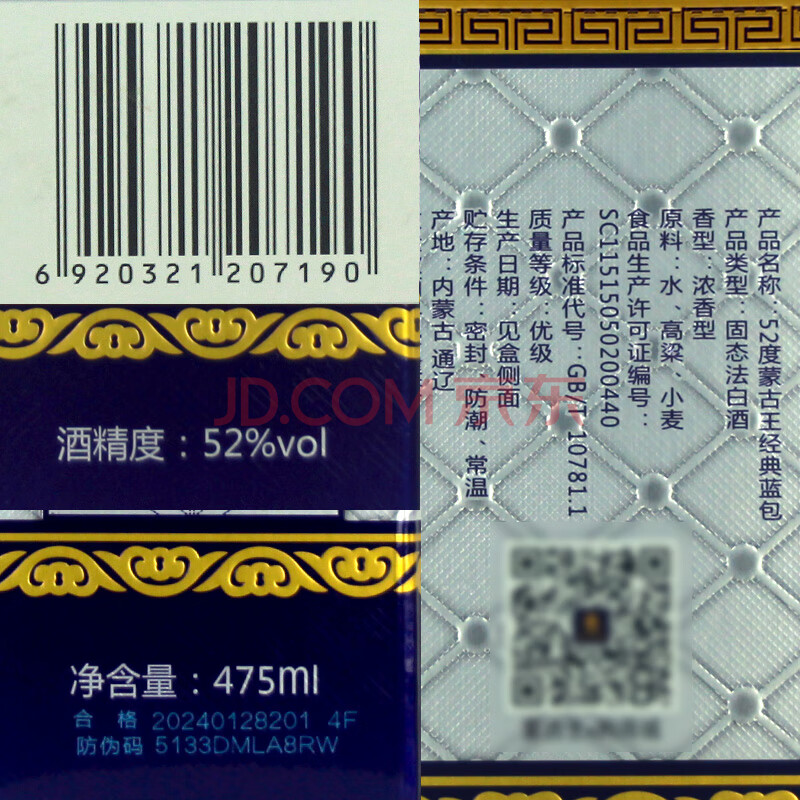 6 920321 207190
酒精度：52%vol
净含量：475ml
合 格 20240128201 4F
防伪码 5133DMLA8RW
产品名称：52度蒙古王经典蓝包
产品类型：固态法白酒
香型：浓香型
原料：水、高粱、小麦
食品生产许可证编号：
SC11515050200440
产品标准代号：GB/T 10781.1
质量等级：优级
生产日期：见盒侧面
贮存条件：密封、防潮、常温
产地：内蒙古通辽
JD.COM 京东